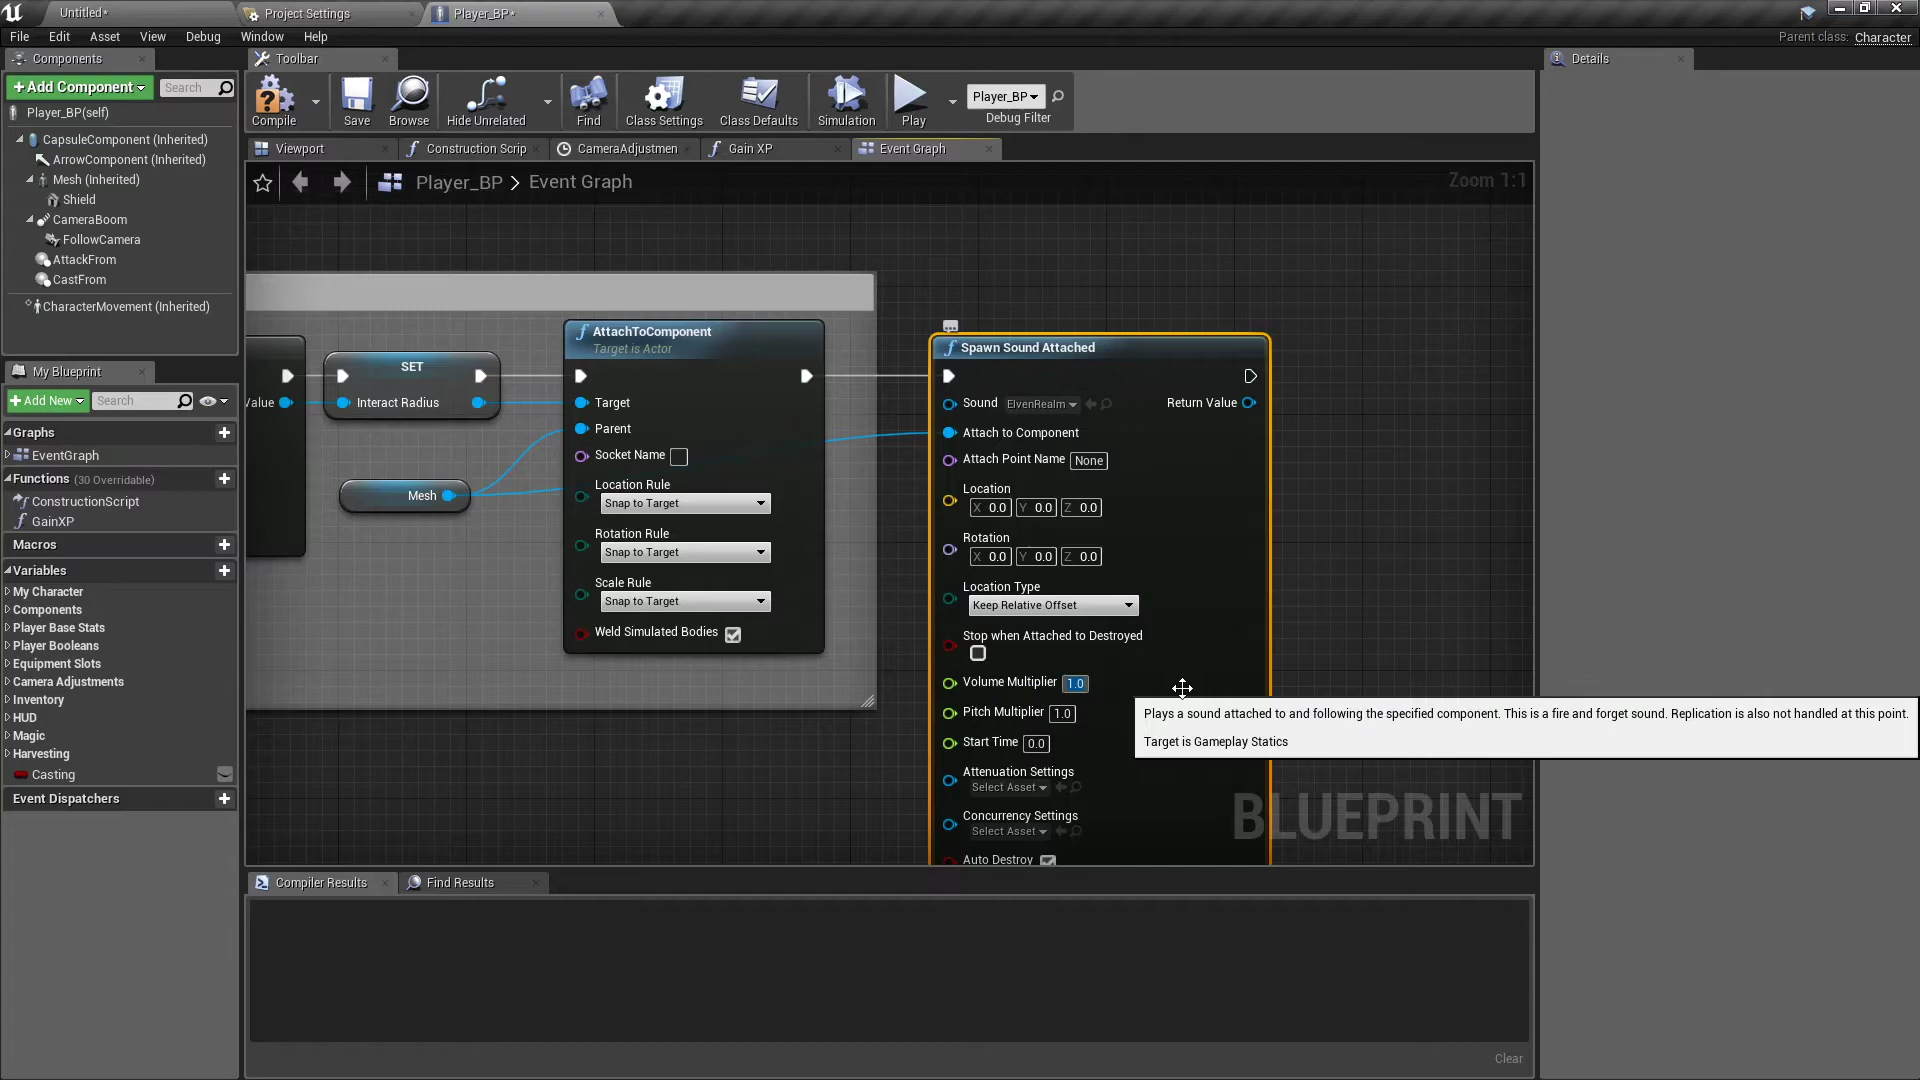 Untitled*
Project Settings
Player_BP*
File Edit Asset View Debug Window Help
Parent class: Character
Components
+Add Component
Search
Player_BP(self)
CapsuleComponent (Inherited)
ArrowComponent (Inherited)
Mesh (Inherited)
Shield
CameraBoom
FollowCamera
AttackFrom
CastFrom
CharacterMovement (Inherited)
My Blueprint
+Add New
Search
Graphs
EventGraph
Functions (30 Overridable)
ConstructionScript
GainXP
Macros
Variables
My Character
Components
Player Base Stats
Player Booleans
Equipment Slots
Camera Adjustments
Inventory
HUD
Magic
Harvesting
Casting
Event Dispatchers
Toolbar
Compile
Save
Browse
Hide Unrelated
Find
Class Settings
Class Defaults
Simulation
Play
Player_BP
Debug Filter
Viewport
Construction Scrip
CameraAdjustmen
Gain XP
Event Graph
Player_BP > Event Graph
Zoom 1:1
Value
SET
Interact Radius
Mesh
AttachToComponent
Target is Actor
Target
Parent
Socket Name
Location Rule
Snap to Target
Rotation Rule
Snap to Target
Scale Rule
Snap to Target
Weld Simulated Bodies
Spawn Sound Attached
Sound ElvenRealm
Return Value
Attach to Component
Attach Point Name None
Location
X 0.0 Y 0.0 Z 0.0
Rotation
X 0.0 Y 0.0 Z 0.0
Location Type
Keep Relative Offset
Stop when Attached to Destroyed
Volume Multiplier 1.0
Pitch Multiplier 1.0
Start Time 0.0
Attenuation Settings
Select Asset
Concurrency Settings
Select Asset
Auto Destroy
Plays a sound attached to and following the specified component. This is a fire and forget sound. Replication is also not handled at this point.
Target is Gameplay Statics
BLUEPRINT
Compiler Results
Find Results
Clear
Details